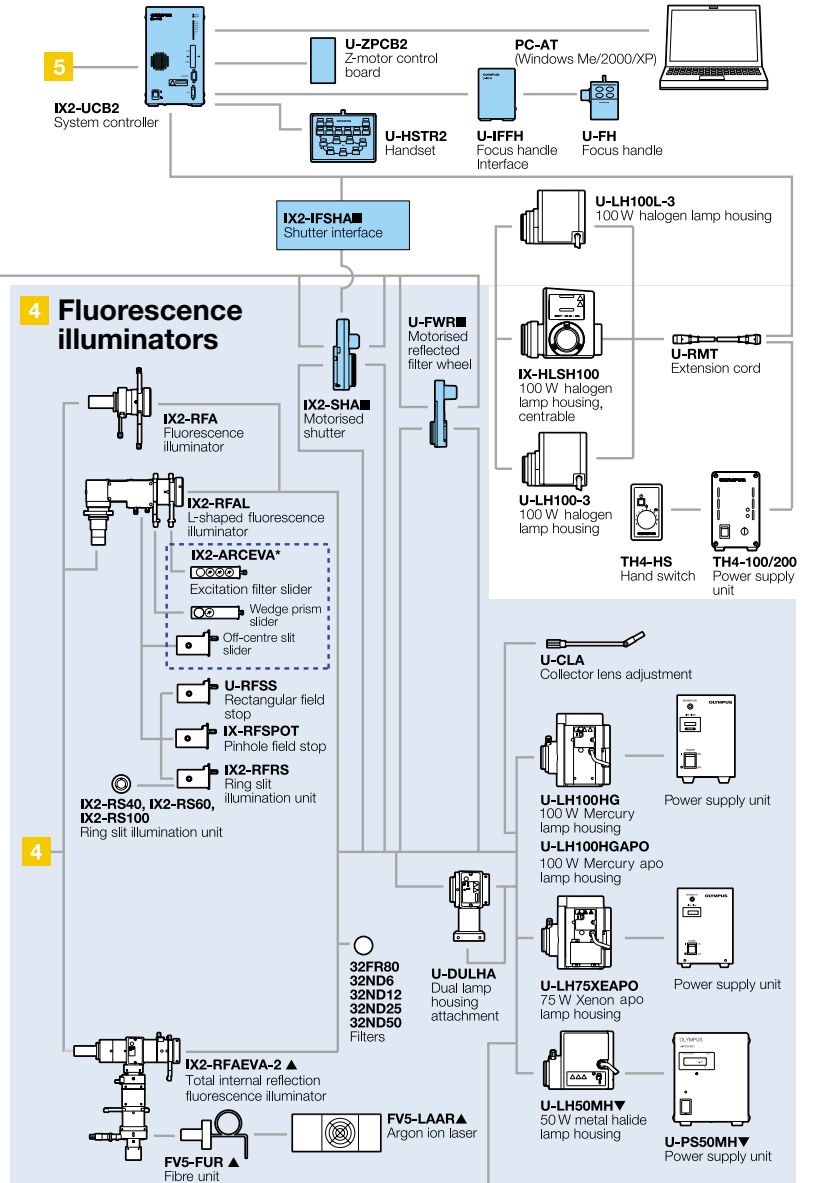 5
IX2-UCB2
System controller
U-ZPCB2
Z-motor control
board
U-HSTR2
Handset
PC-AT
(Windows Me/2000/XP)
U-IFFH
Focus handle
Interface
U-FH
Focus handle
IX2-IFSHA■
Shutter interface
U-LH100L-3
100 W halogen lamp housing
IX-HLSH100
100 W halogen
lamp housing,
centrable
U-RMT
Extension cord
U-LH100-3
100 W halogen
lamp housing
TH4-HS
Hand switch
TH4-100/200
Power supply
unit
4 Fluorescence
illuminators
U-FWR■
Motorised
reflected
filter wheel
IX2-SHA■
Motorised
shutter
IX2-RFA
Fluorescence
illuminator
IX2-RFAL
L-shaped fluorescence
illuminator
IX2-ARCEVA*
Excitation filter slider
Wedge prism
slider
Off-centre slit
slider
U-RFSS
Rectangular field
stop
IX-RFSPOT
Pinhole field stop
IX2-RFRS
Ring slit
illumination unit
IX2-RS40, IX2-RS60,
IX2-RS100
Ring slit illumination unit
4
U-CLA
Collector lens adjustment
OLYMPUS
U-LH100HG
100 W Mercury
lamp housing
Power supply unit
U-LH100HGAPO
100 W Mercury apo
lamp housing
OLYMPUS
U-DULHA
Dual lamp
housing
attachment
U-LH75XEAPO
75 W Xenon apo
lamp housing
Power supply unit
32FR80
32ND6
32ND12
32ND25
32ND50
Filters
OLYMPUS
U-LH50MH▼
50 W metal halide
lamp housing
U-PS50MH▼
Power supply unit
IX2-RFAEVA-2 ▲
Total internal reflection
fluorescence illuminator
FV5-FUR ▲
Fibre unit
FV5-LAAR▲
Argon ion laser